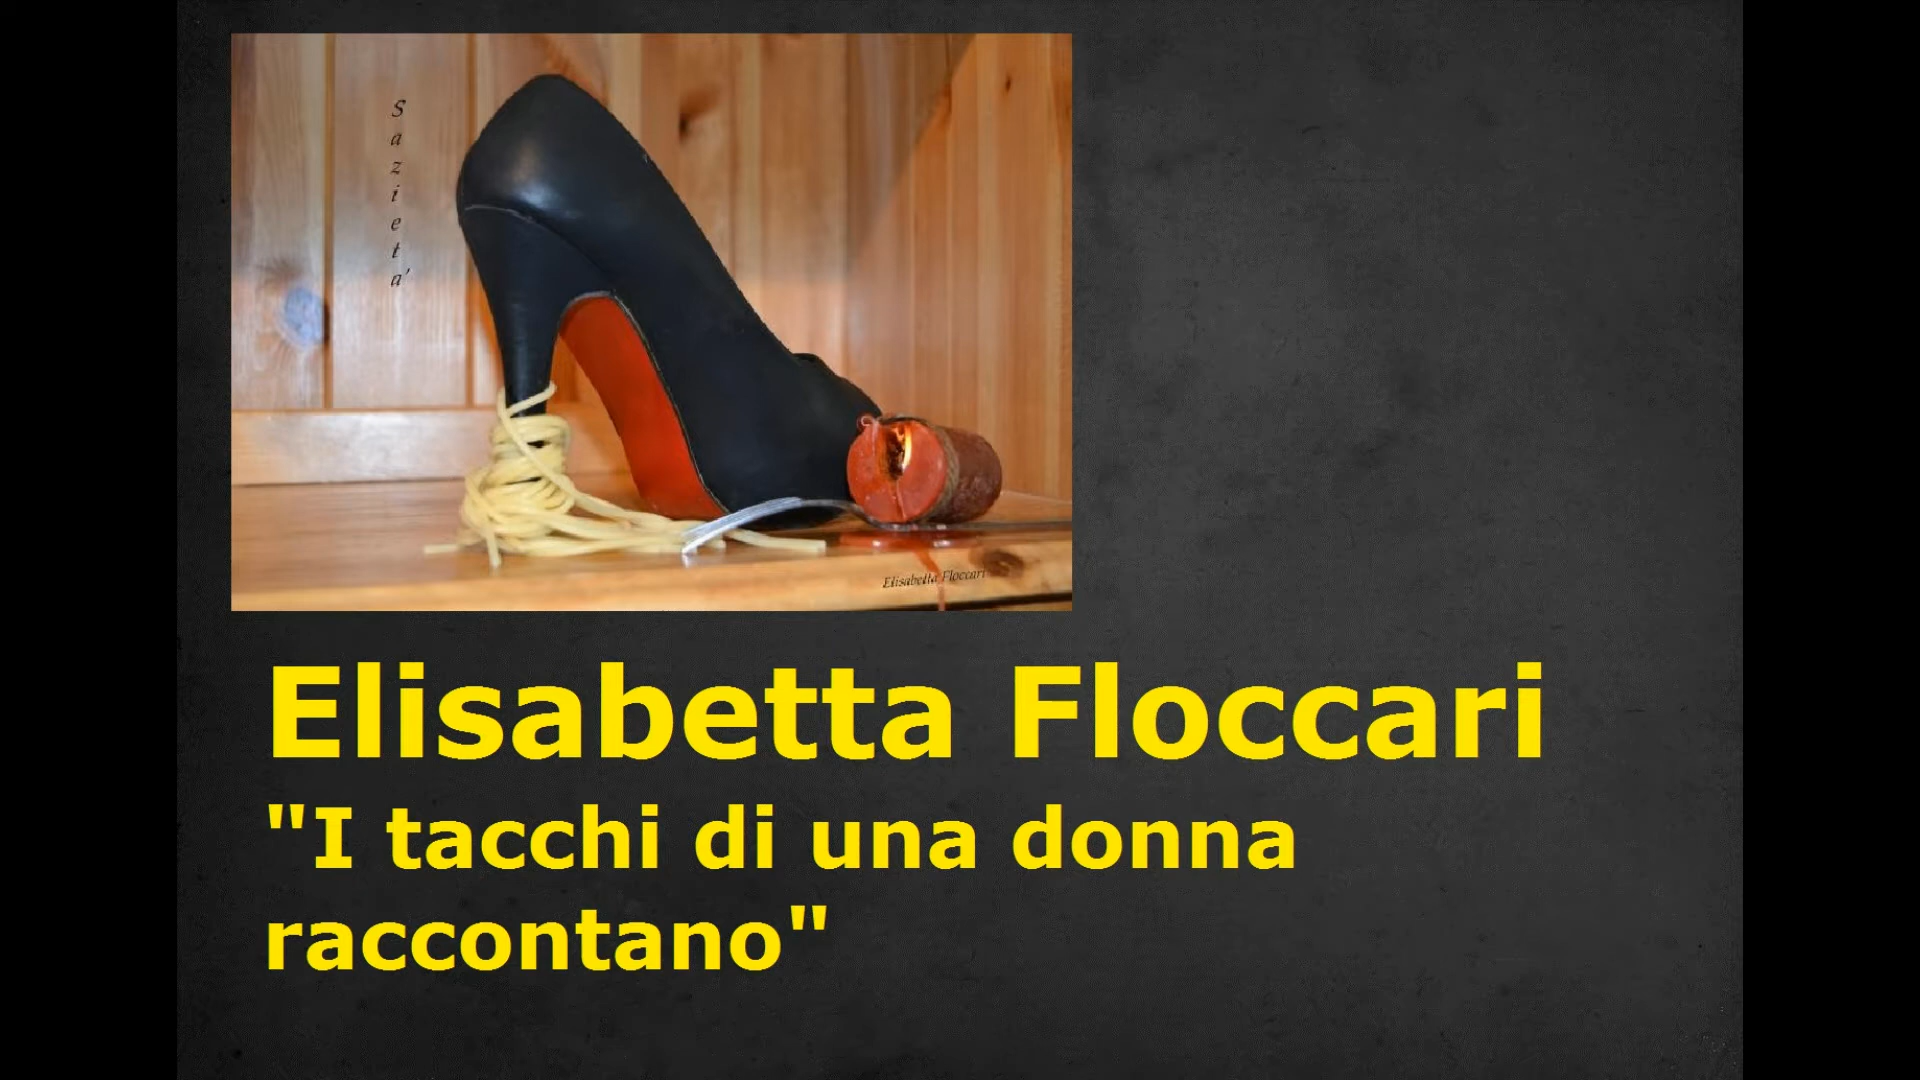 Sazieta'
Elisabetta Floccari
Elisabetta Floccari
"I tacchi di una donna
raccontano"